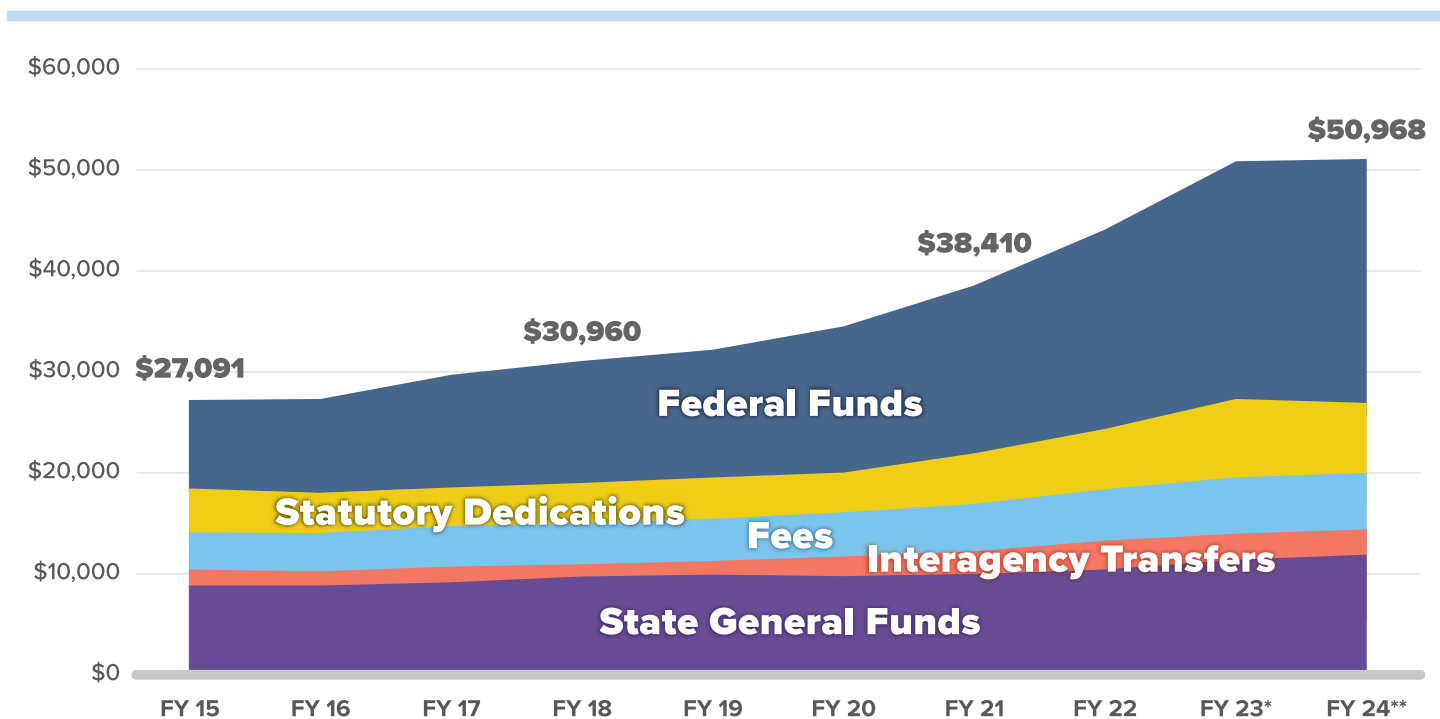 $60,000
$50,968
$50,000
$38,410
$40,000
$30,960
$30,000
$27,091
Federal Funds
$20,000
Statutory Dedications
Fees
Interagency Transfers
$10,000
State General Funds
$0
FY 15 FY 16 FY 17 FY 18 FY 19 FY 20 FY 21 FY 22 FY 23* FY 24**